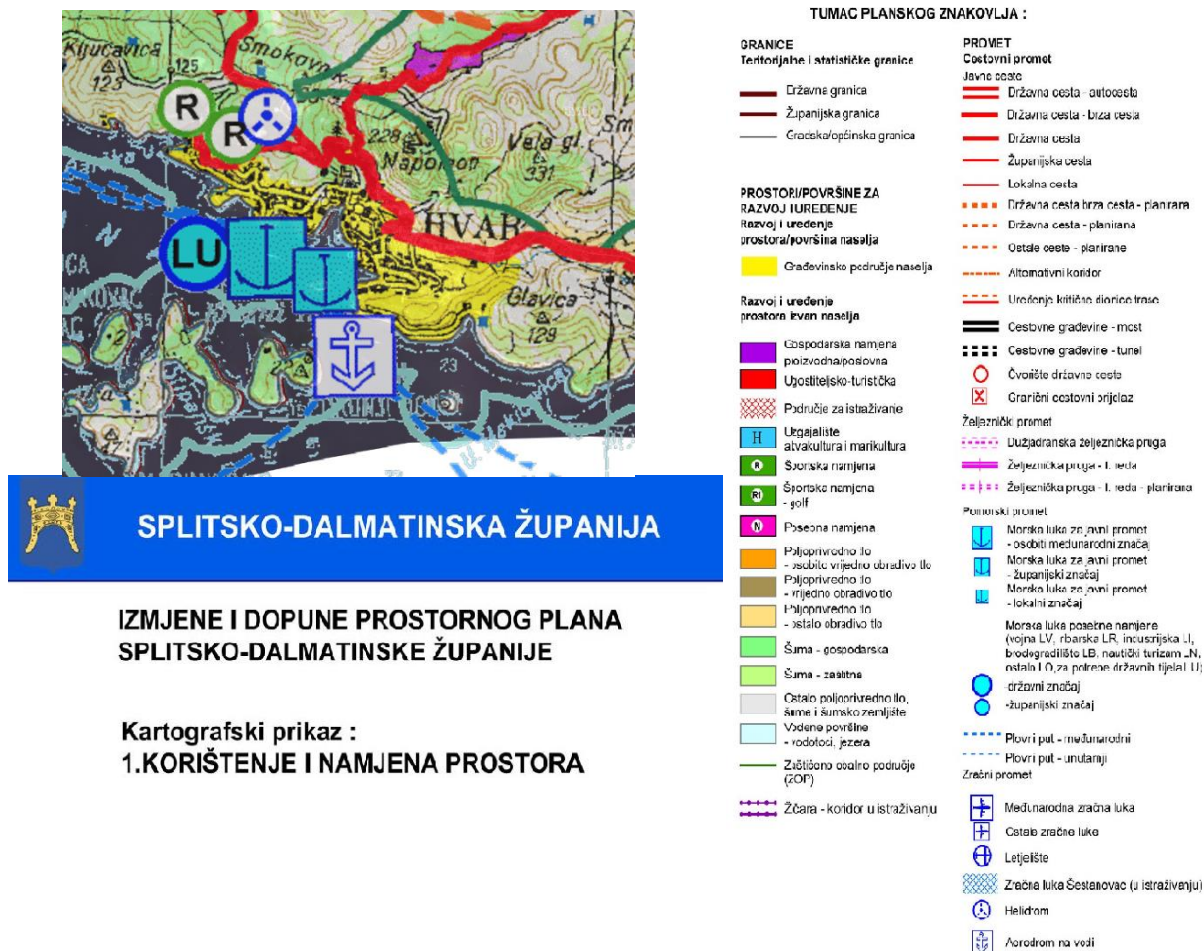 Ključavica
125
125
Smokovnik
R
R
228
Napoleon
Vela gl.
331
HVAR
LU
Glavica
129
23
SPLITSKO-DALMATINSKA ŽUPANIJA
IZMJENE I DOPUNE PROSTORNOG PLANA
SPLITSKO-DALMATINSKE ŽUPANIJE
Kartografski prikaz :
1.KORIŠTENJE I NAMJENA PROSTORA
TUMAČ PLANSKOG ZNAKOVLJA :
GRANICE
Teritorijalne i statističke granice
Državna granica
Županijska granica
Gradska/općinska granica
PROSTORI/POVRŠINE ZA
RAZVOJ I UREĐENJE
Razvoj i uređenje
prostora/površina naselja
Građevinsko područje naselja
Razvoj i uređenje
prostora izvan naselja
Gospodarska namjena
proizvodna/poslovna
Ugostiteljsko-turistička
Područje za istraživanje
H
Uzgajalište
akvakultura i marikultura
R
Športska namjena
R1
Športska namjena
- golf
N
Posebna namjena
Poljoprivredno tlo
- osobito vrijedno obradivo tlo
Poljoprivredno tlo
- vrijedno obradivo tlo
Poljoprivredno tlo
- ostalo obradivo tlo
Šuma - gospodarska
Šuma - zaštitna
Ostalo poljoprivredno tlo,
šume i šumsko zemljište
Vodene površine
- vodotoci, jezera
Zaštićeno obalno područje
(ZOP)
Žičara - koridor u istraživanju
PROMET
Cestovni promet
Javne ceste
Državna cesta - autocesta
Državna cesta - brza cesta
Državna cesta
Županijska cesta
Lokalna cesta
Državna cesta brza cesta - planirana
Državna cesta - planirana
Ostale ceste - planirane
Alternativni koridor
Uređenje kritične dionice trase
Cestovne građevine - most
Cestovne građevine - tunel
Čvorište državne ceste
Granični cestovni prijelaz
Željeznički promet
Dužjadranska željeznička pruga
Željeznička pruga - I. reda
Željeznička pruga - I. reda - planirana
Pomorski promet
Morska luka za javni promet
- osobiti međunarodni značaj
Morska luka za javni promet
- županijski značaj
Morska luka za javni promet
- lokalni značaj
Morska luka posebne namjene
(vojna LV, ribarska LR, industrijska LI,
brodogradilište LB, nautički turizam LN,
ostalo LO,za potrebe državnih tijela LU)
-državni značaj
-županijski značaj
Plovni put - međunarodni
Plovni put - unutarnji
Zračni promet
Međunarodna zračna luka
Ostale zračne luke
Letjelište
Zračna luka Šestanovac (u istraživanju)
Helidrom
Aerodrom na vodi